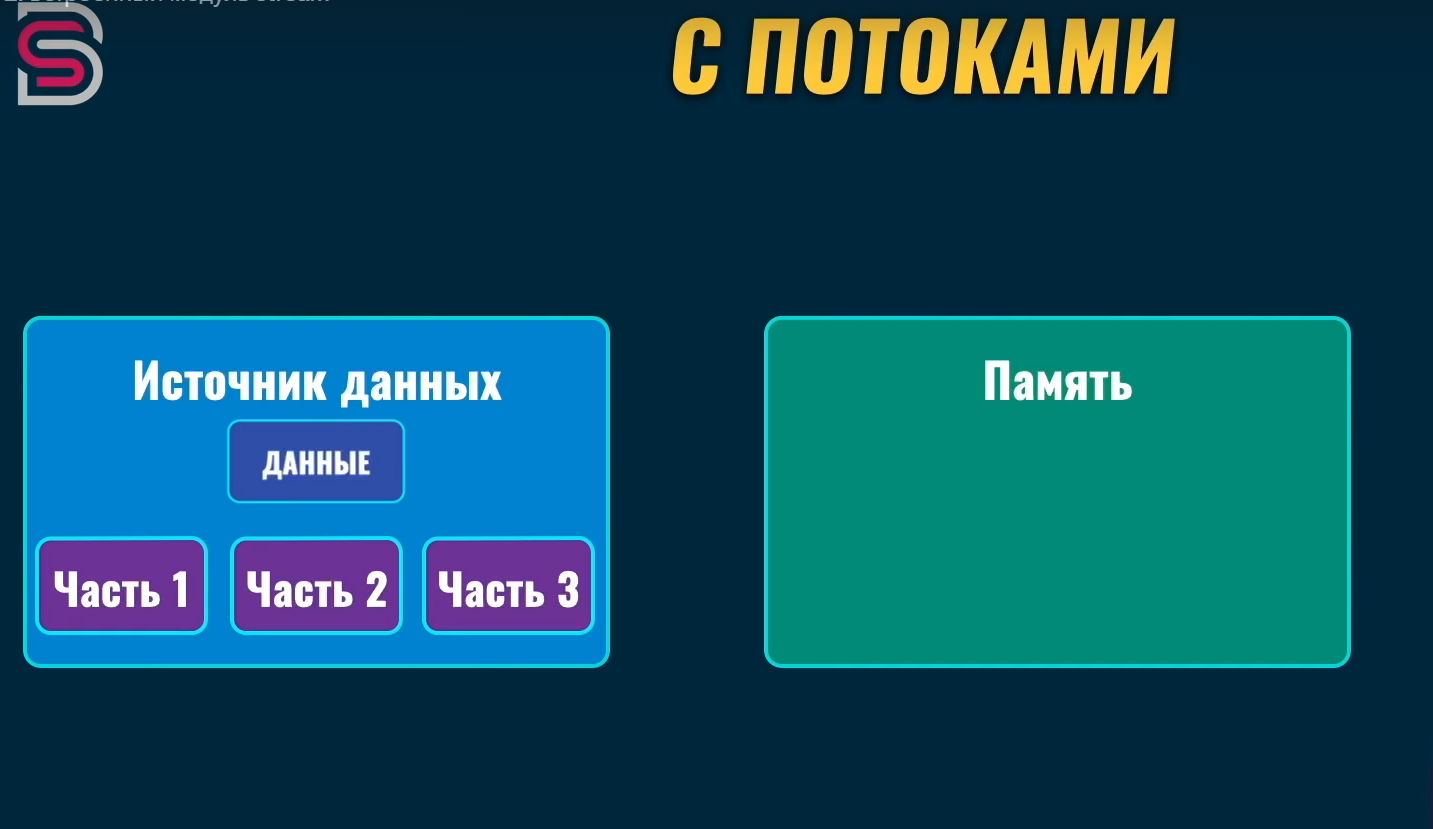 С ПОТОКАМИ
Источник данных
ДАННЫЕ
Часть 1
Часть 2
Часть 3
Память